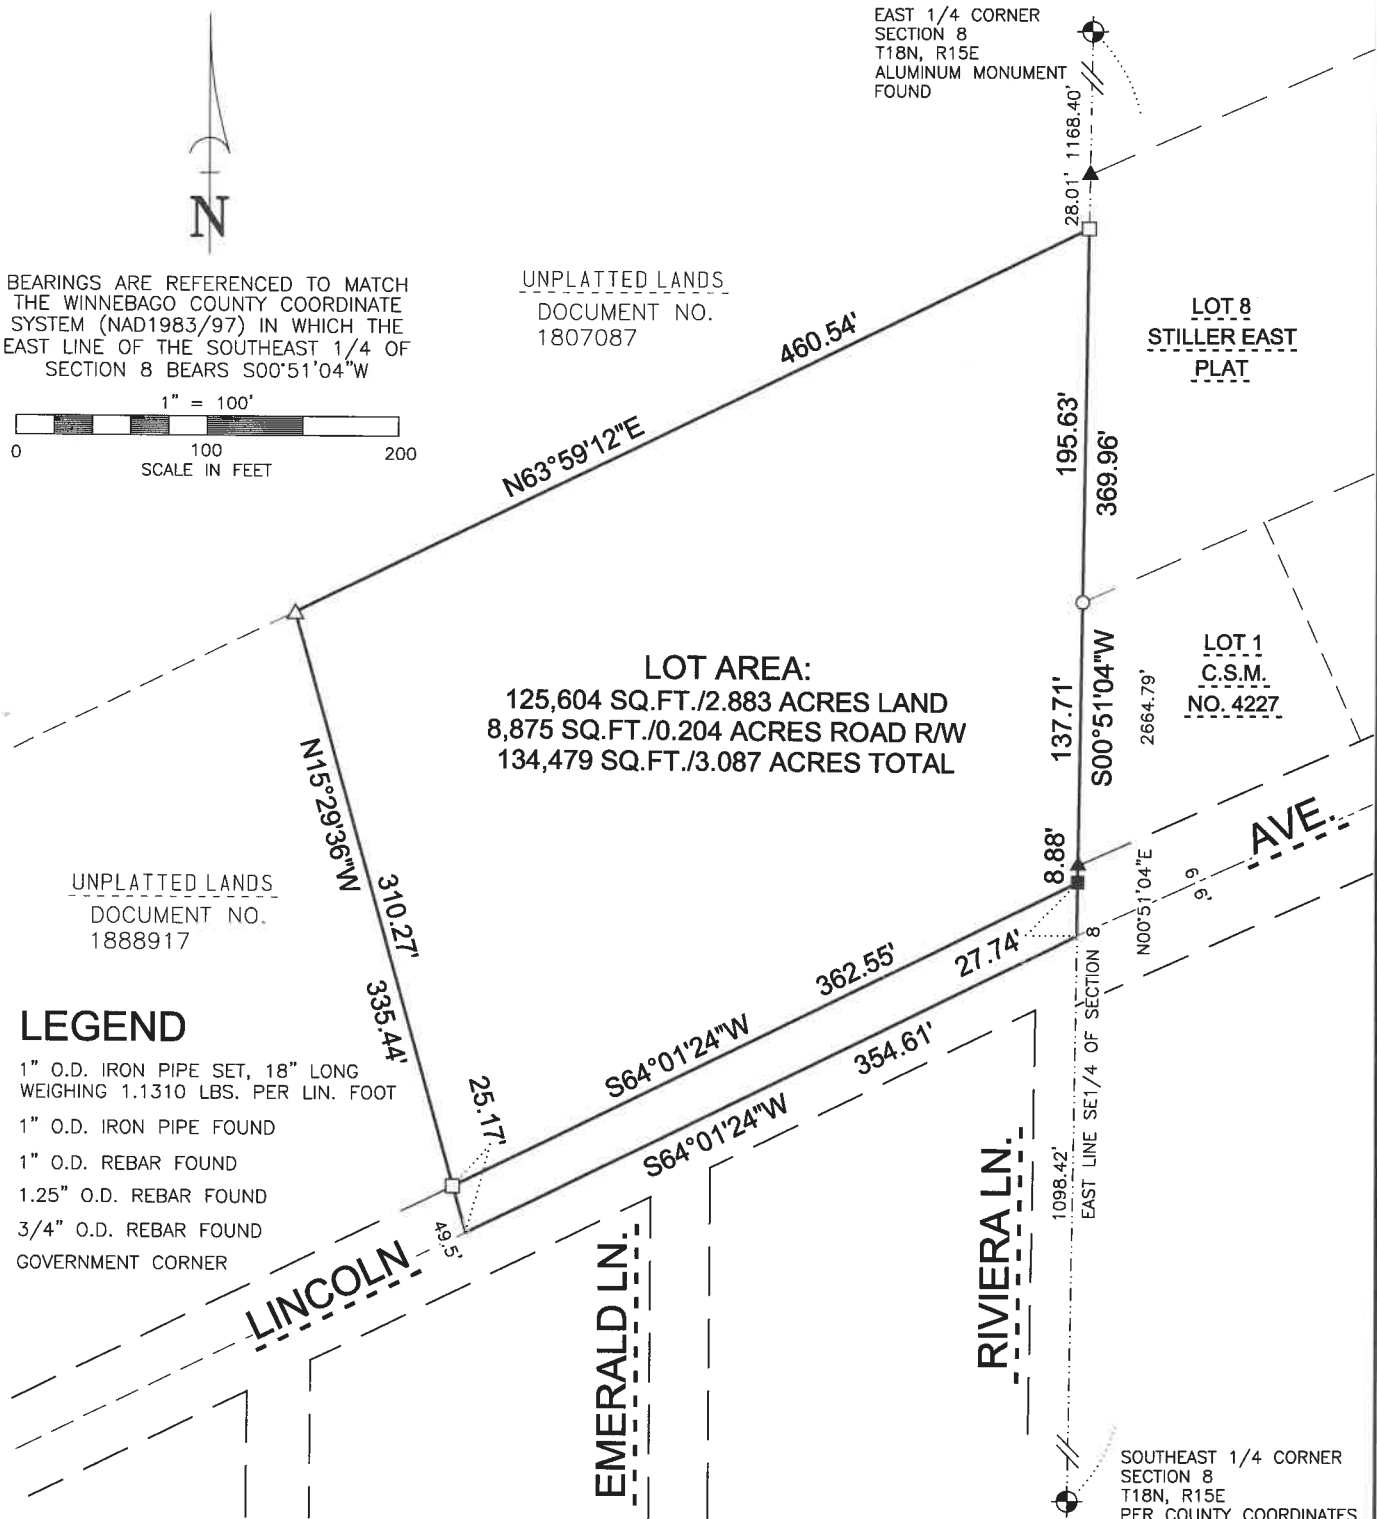 EAST 1/4 CORNER
SECTION 8
T18N, R15E
ALUMINUM MONUMENT
FOUND
1168.40'
28.01'
N
BEARINGS ARE REFERENCED TO MATCH
THE WINNEBAGO COUNTY COORDINATE
SYSTEM (NAD1983/97) IN WHICH THE
EAST LINE OF THE SOUTHEAST 1/4 OF
SECTION 8 BEARS S00°51'04"W
1" = 100'
0 100 200
SCALE IN FEET
UNPLATTED LANDS
DOCUMENT NO.
1807087
460.54'
N63°59'12"E
LOT 8
STILLER EAST
PLAT
195.63'
369.96'
LOT AREA:
125,604 SQ.FT./2.883 ACRES LAND
8,875 SQ.FT./0.204 ACRES ROAD R/W
134,479 SQ.FT./3.087 ACRES TOTAL
LOT 1
C.S.M.
NO. 4227
137.71'
S00°51'04"W
2664.79'
N15°29'36"W
310.27'
335.44'
UNPLATTED LANDS
DOCUMENT NO.
1888917
8.88'
AVE.
N00°51'04"E
66'
362.55'
27.74'
S64°01'24"W
354.61'
S64°01'24"W
25.17'
49.5'
LEGEND
1" O.D. IRON PIPE SET, 18" LONG
WEIGHING 1.1310 LBS. PER LIN. FOOT
1" O.D. IRON PIPE FOUND
1" O.D. REBAR FOUND
1.25" O.D. REBAR FOUND
3/4" O.D. REBAR FOUND
GOVERNMENT CORNER
LINCOLN
EMERALD LN.
RIVIERA LN.
1098.42'
EAST LINE SE1/4 OF SECTION 8
SOUTHEAST 1/4 CORNER
SECTION 8
T18N, R15E
PER COUNTY COORDINATES